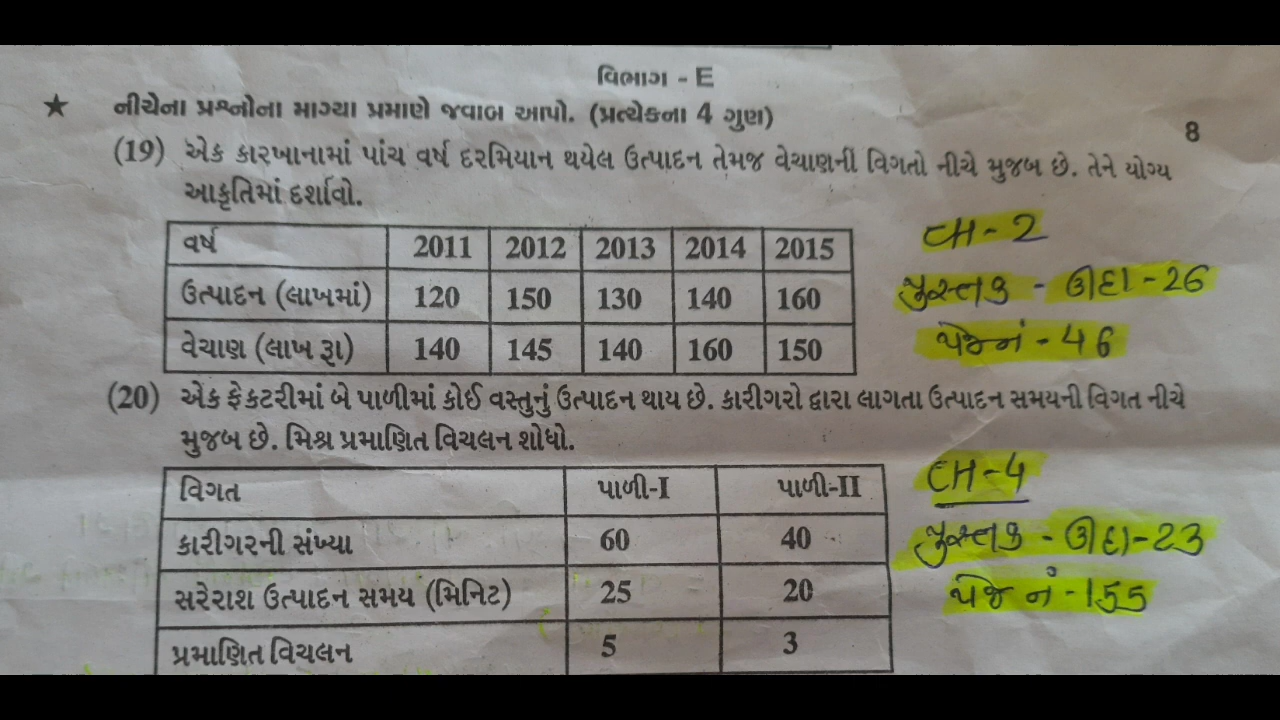 વિભાગ - E
★ નીચેના પ્રશ્નોના માગ્યા પ્રમાણે જવાબ આપો. (પ્રત્યેકના 4 ગુણ)
8
(19) એક કારખાનામાં પાંચ વર્ષ દરમિયાન થયેલ ઉત્પાદન તેમજ વેચાણની વિગતો નીચે મુજબ છે. તેને યોગ્ય
આકૃતિમાં દર્શાવો.
વર્ષ 2011 2012 2013 2014 2015
ઉત્પાદન (લાખમાં) 120 150 130 140 160
વેચાણ (લાખ રૂા) 140 145 140 160 150
CH - 2
પુસ્તક - ઊદા - 26
પેજ નં - 46
(20) એક ફેક્ટરીમાં બે પાળીમાં કોઈ વસ્તુનું ઉત્પાદન થાય છે. કારીગરો દ્વારા લાગતા ઉત્પાદન સમયની વિગત નીચે
મુજબ છે. મિશ્ર પ્રમાણિત વિચલન શોધો.
વિગત પાળી-I પાળી-II
કારીગરની સંખ્યા 60 40
સરેરાશ ઉત્પાદન સમય (મિનિટ) 25 20
પ્રમાણિત વિચલન 5 3
CH - 4
પુસ્તક - ઊદા - 23
પેજ નં - 155